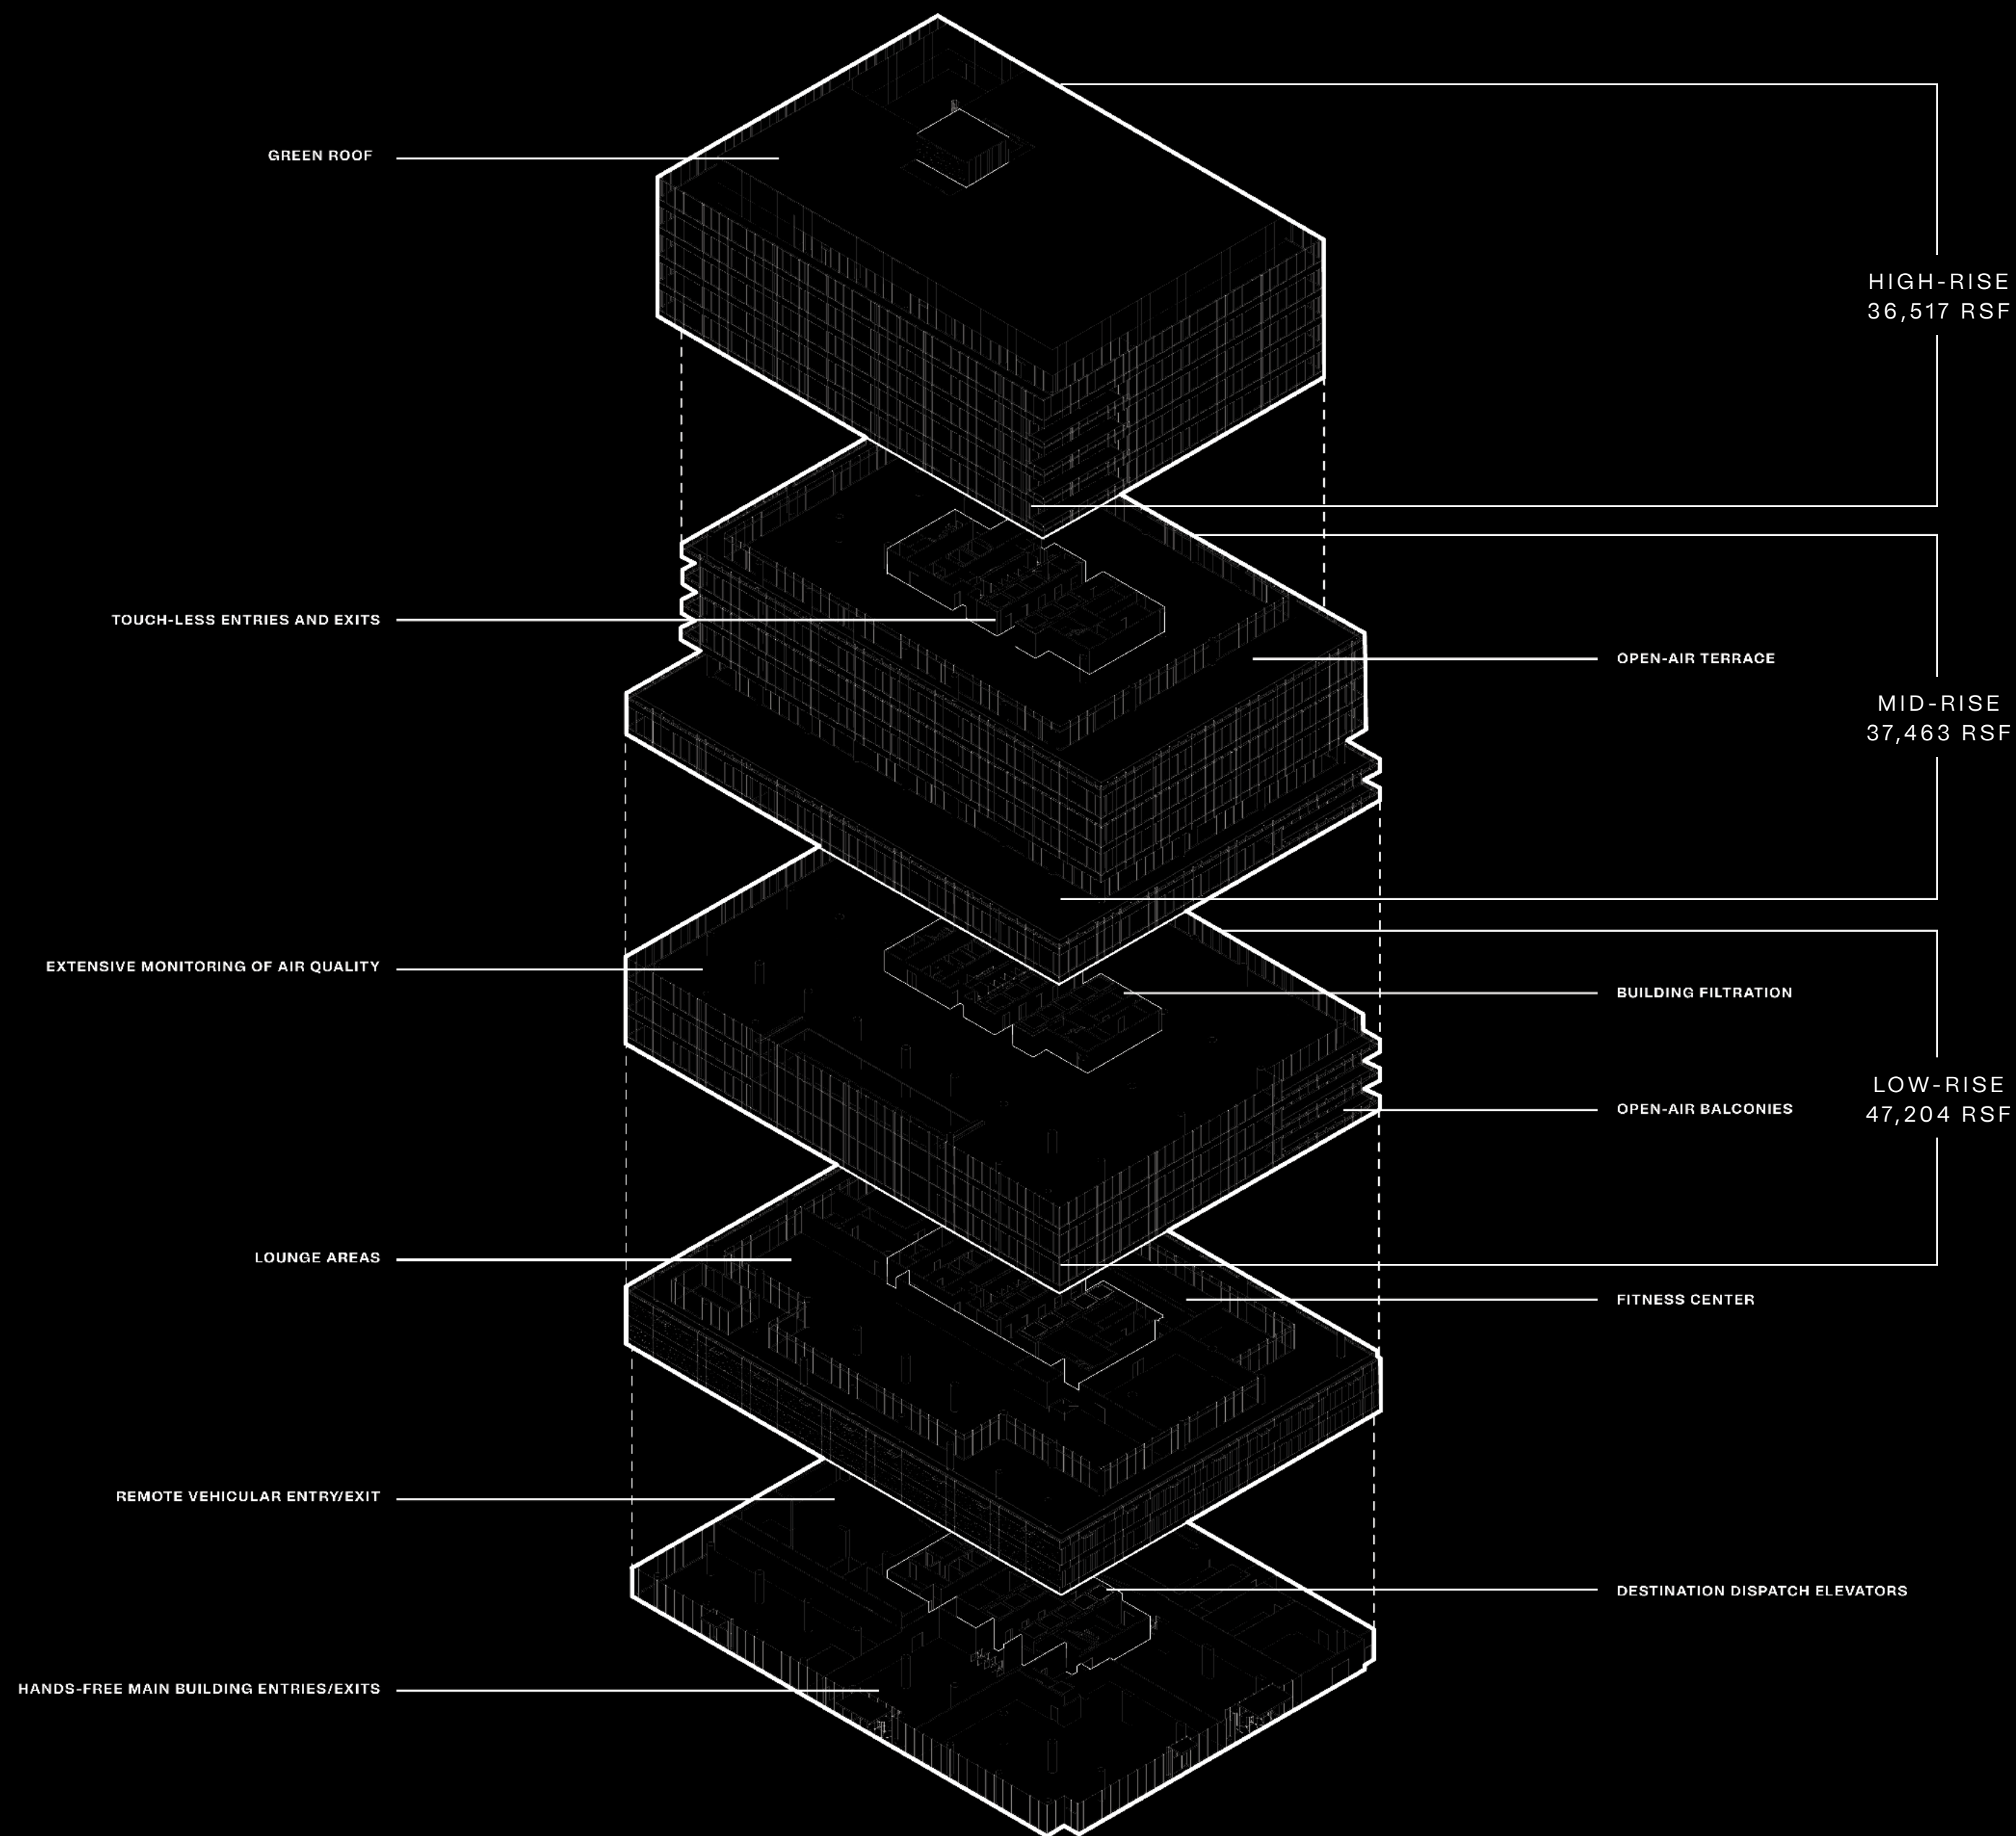 GREEN ROOF
HIGH-RISE
36,517 RSF
TOUCH-LESS ENTRIES AND EXITS
OPEN-AIR TERRACE
MID-RISE
37,463 RSF
EXTENSIVE MONITORING OF AIR QUALITY
BUILDING FILTRATION
LOW-RISE
47,204 RSF
OPEN-AIR BALCONIES
LOUNGE AREAS
FITNESS CENTER
REMOTE VEHICULAR ENTRY/EXIT
DESTINATION DISPATCH ELEVATORS
HANDS-FREE MAIN BUILDING ENTRIES/EXITS